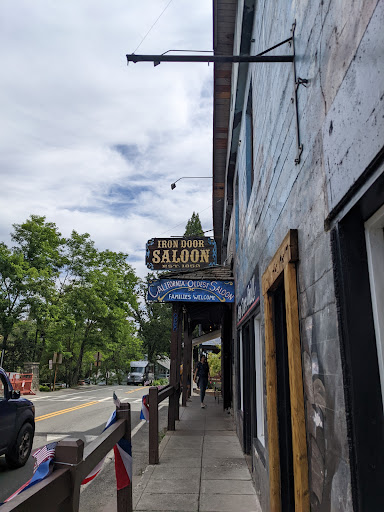 IRON DOOR
SALOON
EST 1852
CALIFORNIA'S OLDEST SALOON
FAMILIES WELCOME